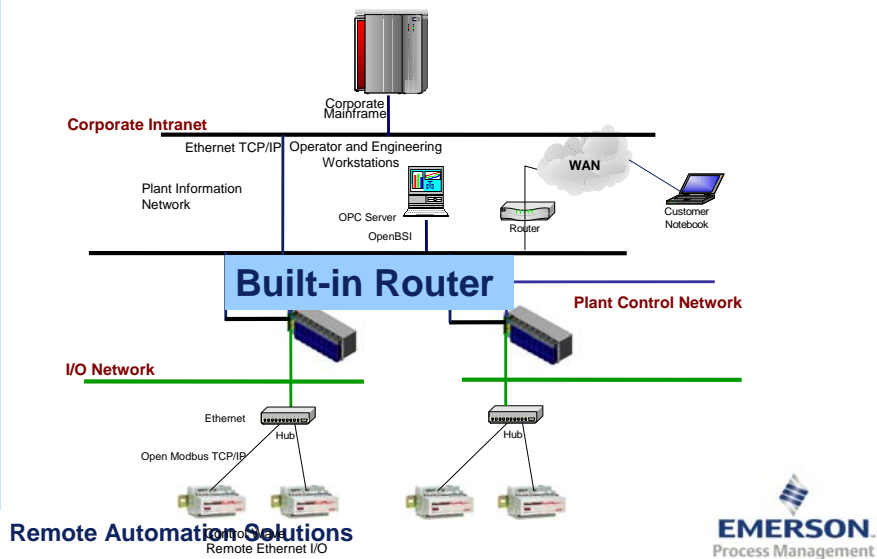 Corporate
Mainframe
Corporate Intranet
Ethernet TCP/IP
Operator and Engineering
Workstations
WAN
Plant Information
Network
OPC Server
Router
Customer
Notebook
OpenBSI
Built-in Router
Plant Control Network
I/O Network
Ethernet
Hub
Hub
Open Modbus TCP/IP
Remote Automation Solutions
Control Wave
Remote Ethernet I/O
EMERSON.
Process Management